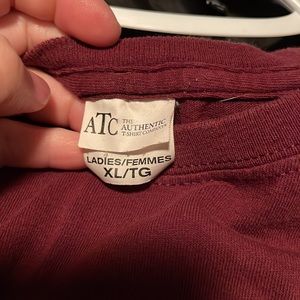 ATC THE
AUTHENTIC
T-SHIRT COMPANY
LADIES/FEMMES
XL/TG